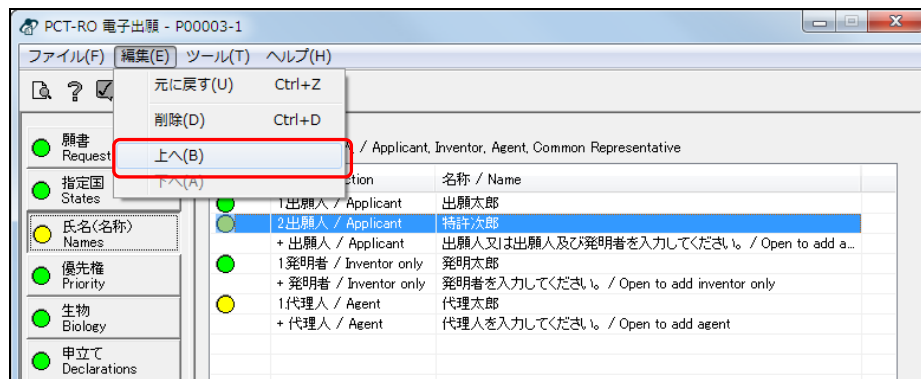 PCT-RO 電子出願 - P00003-1
ファイル(F) 編集(E) ツール(T) ヘルプ(H)
元に戻す(U) Ctrl+Z
削除(D) Ctrl+D
上へ(B)
下へ(A)
願書
Request
指定国
States
氏名(名称)
Names
優先権
Priority
生物
Biology
申立て
Declarations
/ Applicant, Inventor, Agent, Common Representative
ction 名称 / Name
1出願人 / Applicant 出願太郎
2出願人 / Applicant 特許次郎
+ 出願人 / Applicant 出願人又は出願人及び発明者を入力してください。 / Open to add a...
1発明者 / Inventor only 発明太郎
+ 発明者 / Inventor only 発明者を入力してください。 / Open to add inventor only
1代理人 / Agent 代理太郎
+ 代理人 / Agent 代理人を入力してください。 / Open to add agent